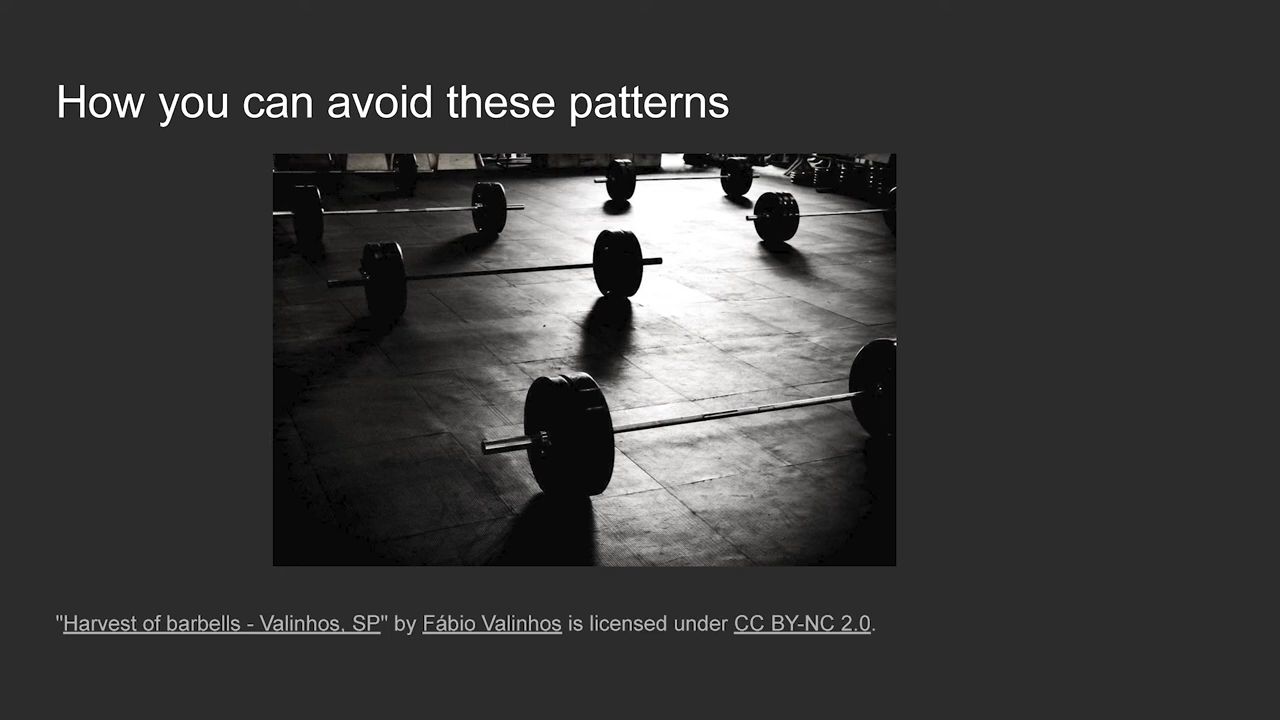 How you can avoid these patterns
"Harvest of barbells - Valinhos, SP" by Fábio Valinhos is licensed under CC BY-NC 2.0.